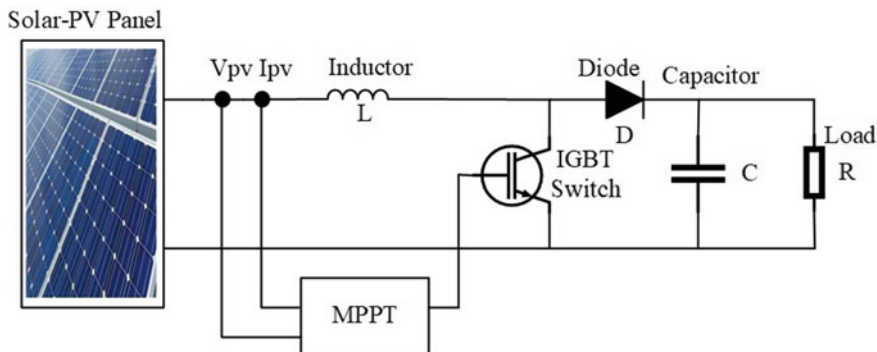 Solar-PV Panel
Vpv Ipv
Inductor
L
Diode
D
Capacitor
IGBT
Switch
C
Load
R
MPPT